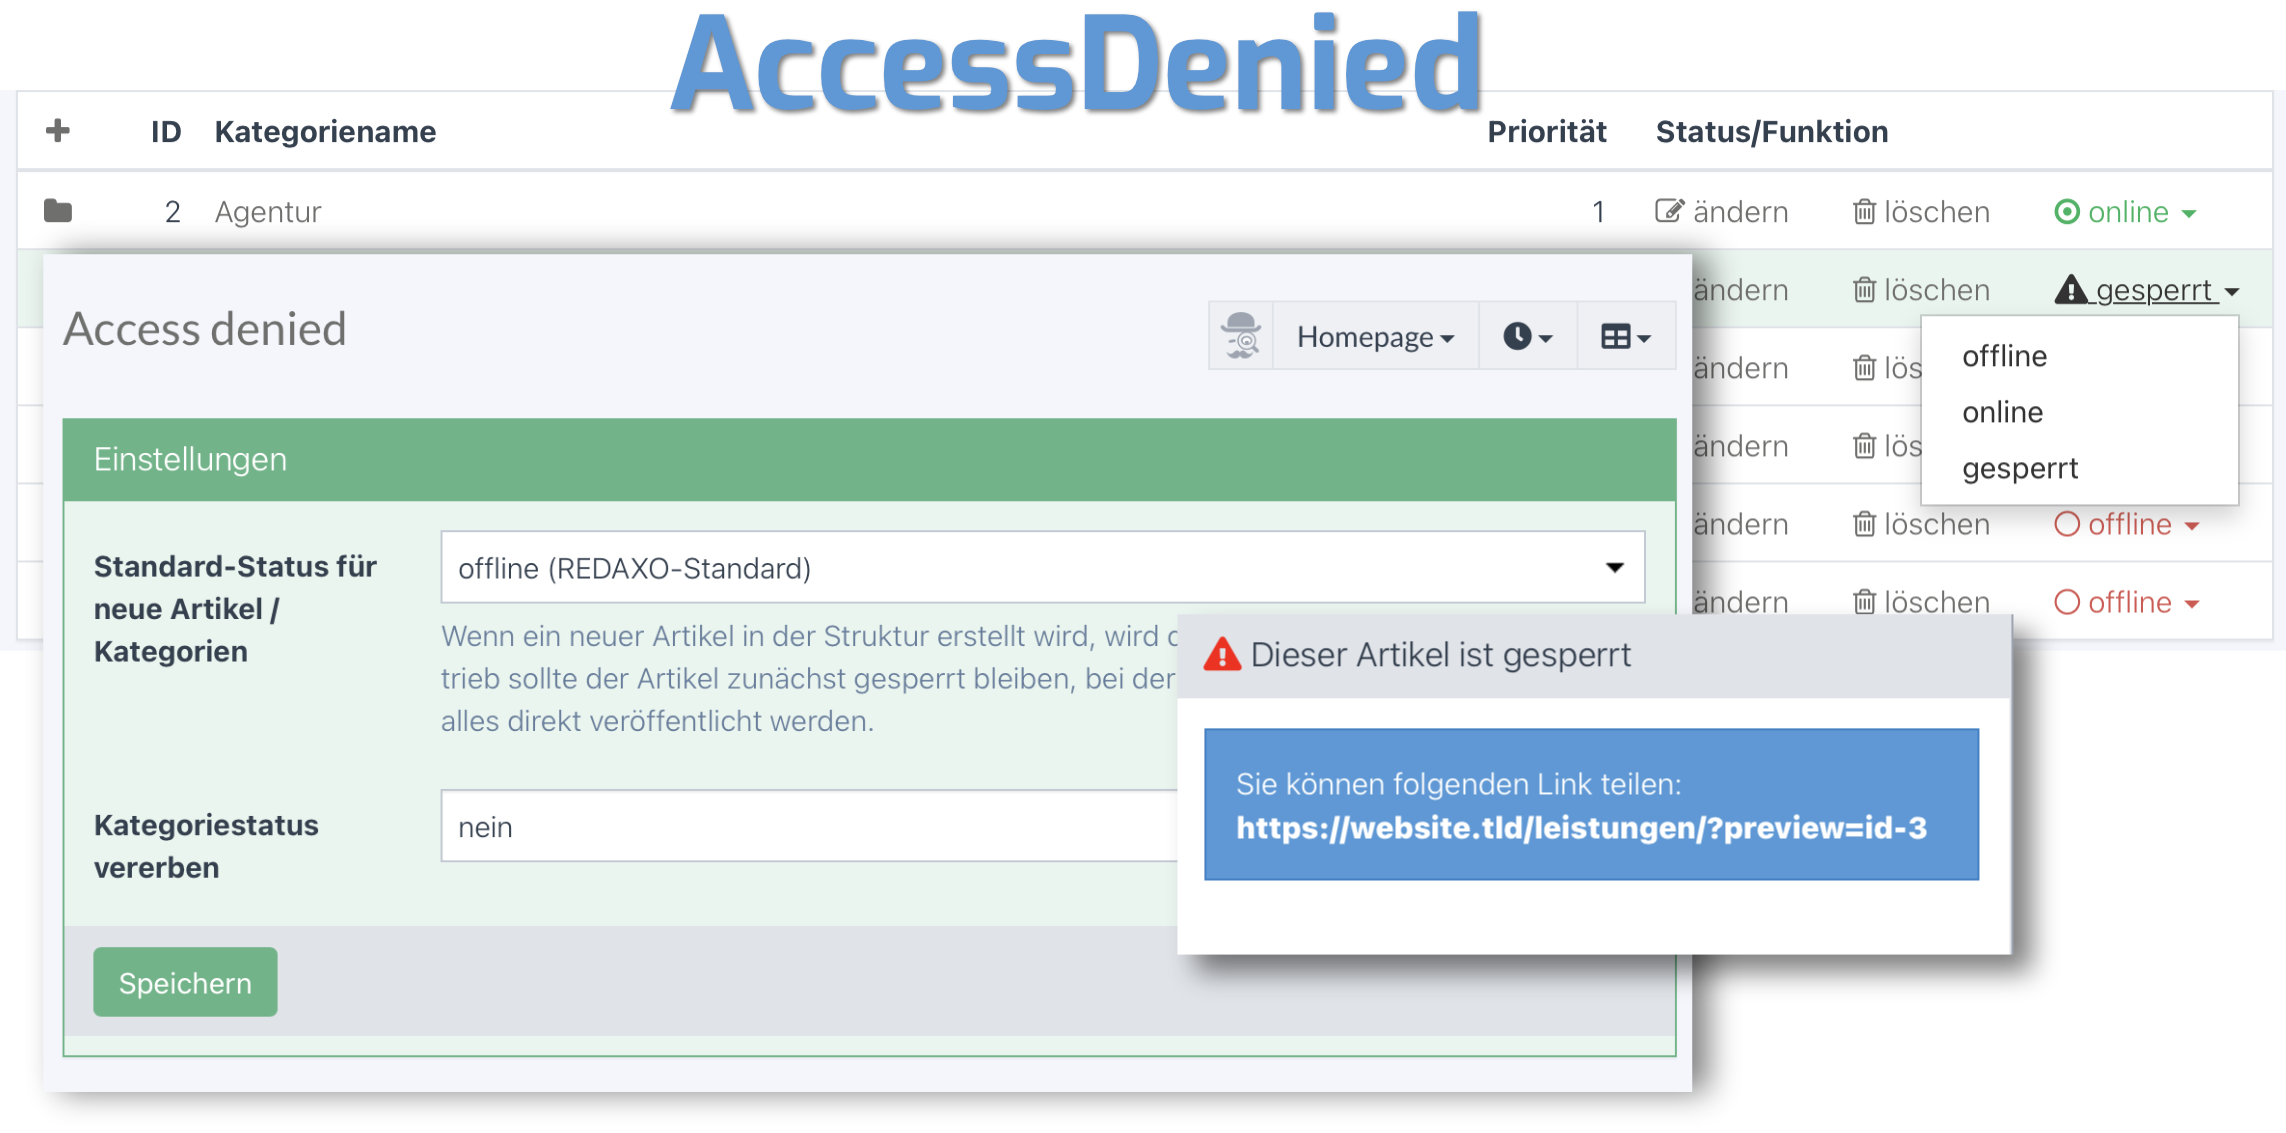 AccessDenied
ID Kategoriename Priorität Status/Funktion
2 Agentur 1 ändern löschen online
ändern löschen gesperrt
ändern
ändern
ändern löschen offline
ändern löschen offline
offline
online
gesperrt
Access denied
Homepage
Einstellungen
Standard-Status für
neue Artikel /
Kategorien
offline (REDAXO-Standard)
Wenn ein neuer Artikel in der Struktur erstellt wird, wird
trieb sollte der Artikel zunächst gesperrt bleiben, bei der
alles direkt veröffentlicht werden.
Kategoriestatus
vererben
nein
Speichern
Dieser Artikel ist gesperrt
Sie können folgenden Link teilen:
https://website.tld/leistungen/?preview=id-3